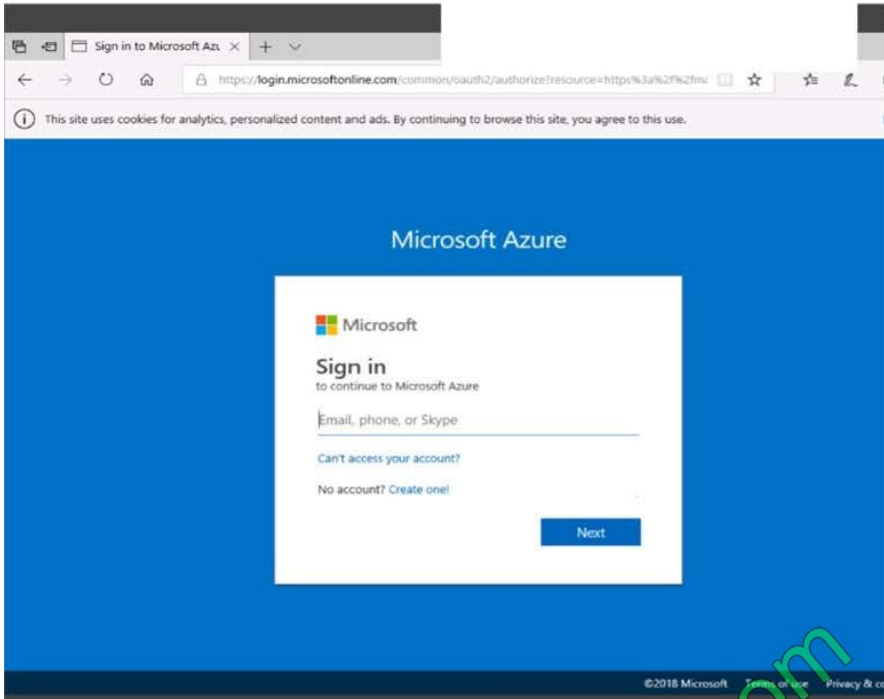 Sign in to Microsoft Az
https://login.microsoftonline.com/common/oauth2/authorize?resource=https%3a%2f%2fma
This site uses cookies for analytics, personalized content and ads. By continuing to browse this site, you agree to this use.
Microsoft Azure
Microsoft
Sign in
to continue to Microsoft Azure
Email, phone, or Skype
Can't access your account?
No account? Create one!
Next
©2018 Microsoft Terms of use Privacy & co
om